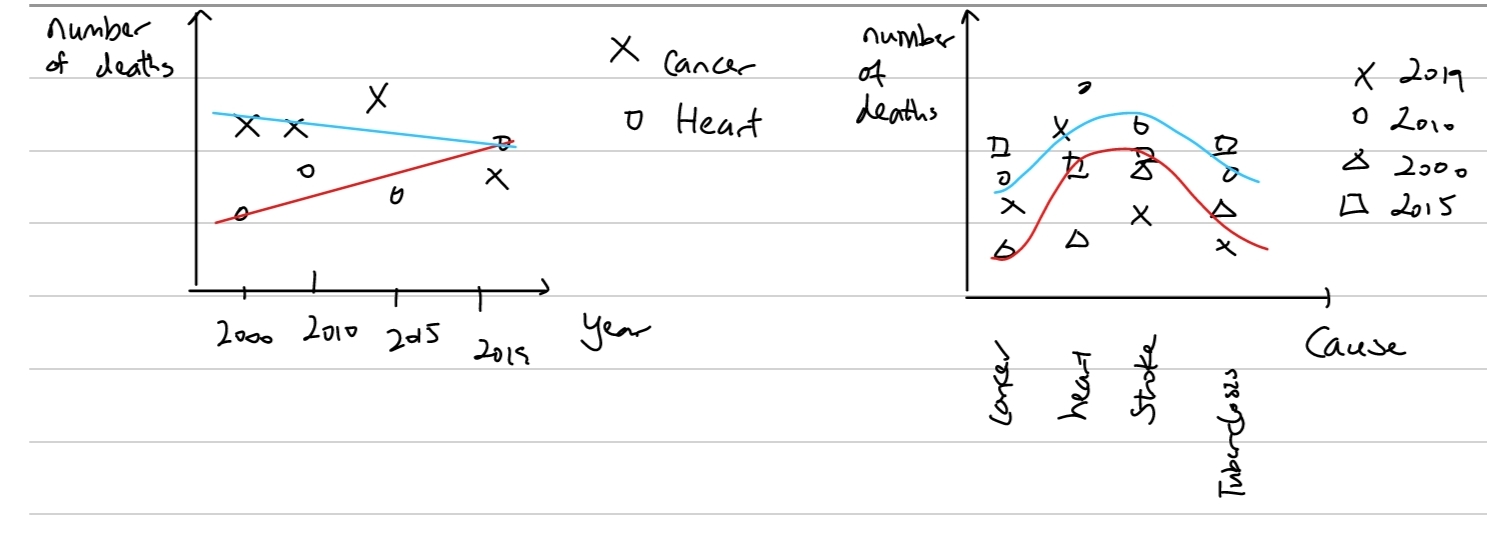 number
of deaths
X Cancer
O Heart
2000
2010
2015
2019
Year
number
of
deaths
X 2019
O 2010
△ 2000
□ 2015
Cancer
heart
Stroke
Tuberclosis
Cause